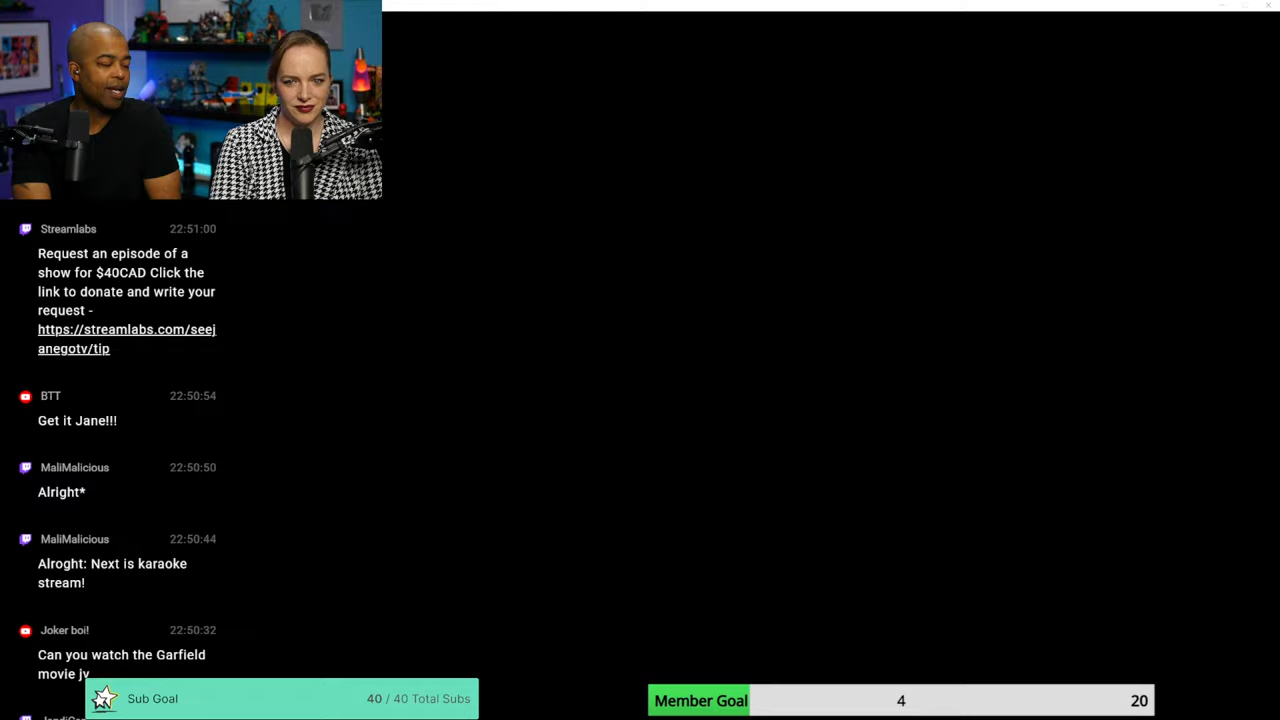 Streamlabs 22:51:00
Request an episode of a
show for $40CAD Click the
link to donate and write your
request -
https://streamlabs.com/seej
anegotv/tip
BTT 22:50:54
Get it Jane!!!
MaliMalicious 22:50:50
Alright*
MaliMalicious 22:50:44
Alroght: Next is karaoke
stream!
Joker boi! 22:50:32
Can you watch the Garfield
movie jv
Sub Goal 40 / 40 Total Subs
Member Goal 4 20